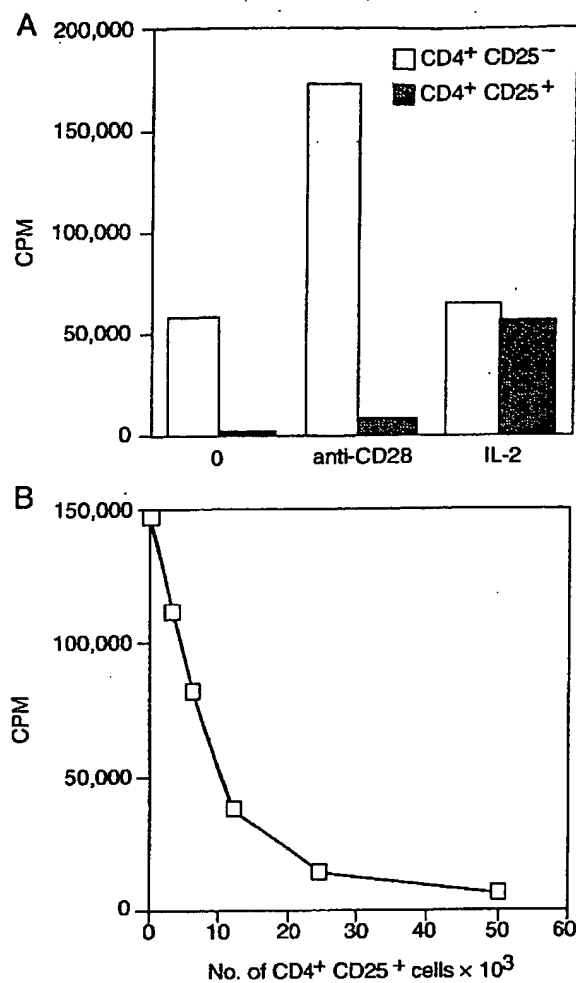 A
200,000
150,000
100,000
50,000
0
CPM
CD4+ CD25−
CD4+ CD25+
0 anti-CD28 IL-2
B
150,000
100,000
50,000
0
CPM
0 10 20 30 40 50 60
No. of CD4+ CD25+ cells × 10³